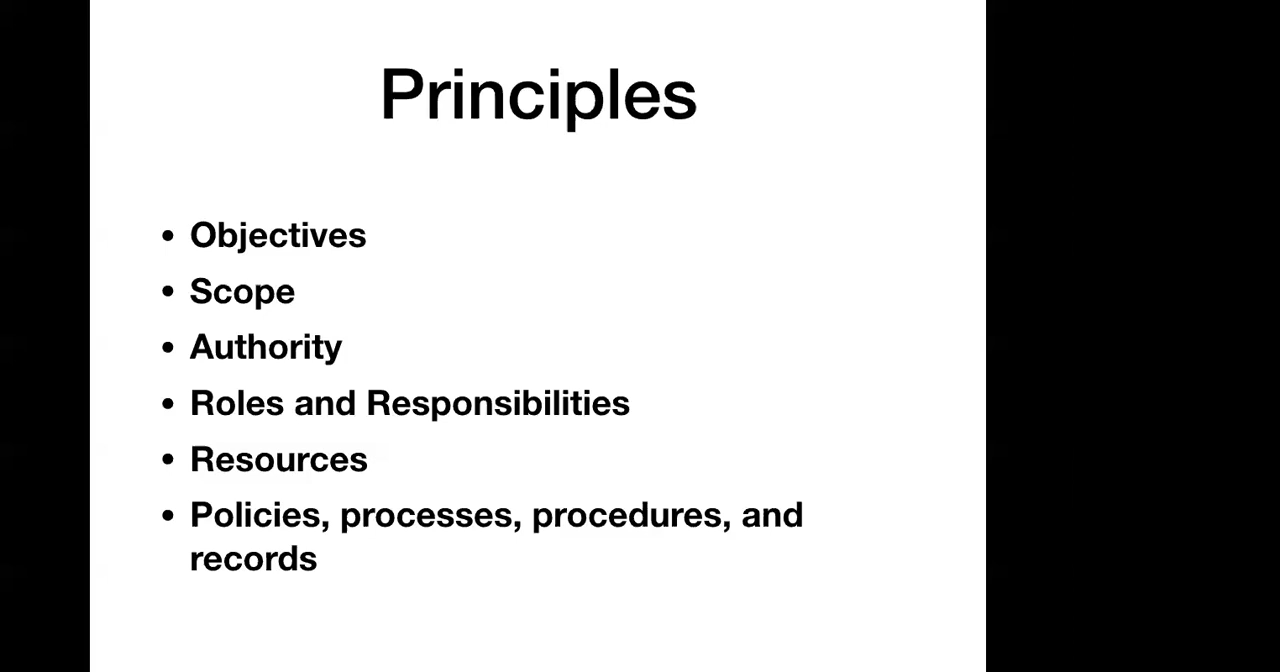 Principles
• Objectives
• Scope
• Authority
• Roles and Responsibilities
• Resources
• Policies, processes, procedures, and
records